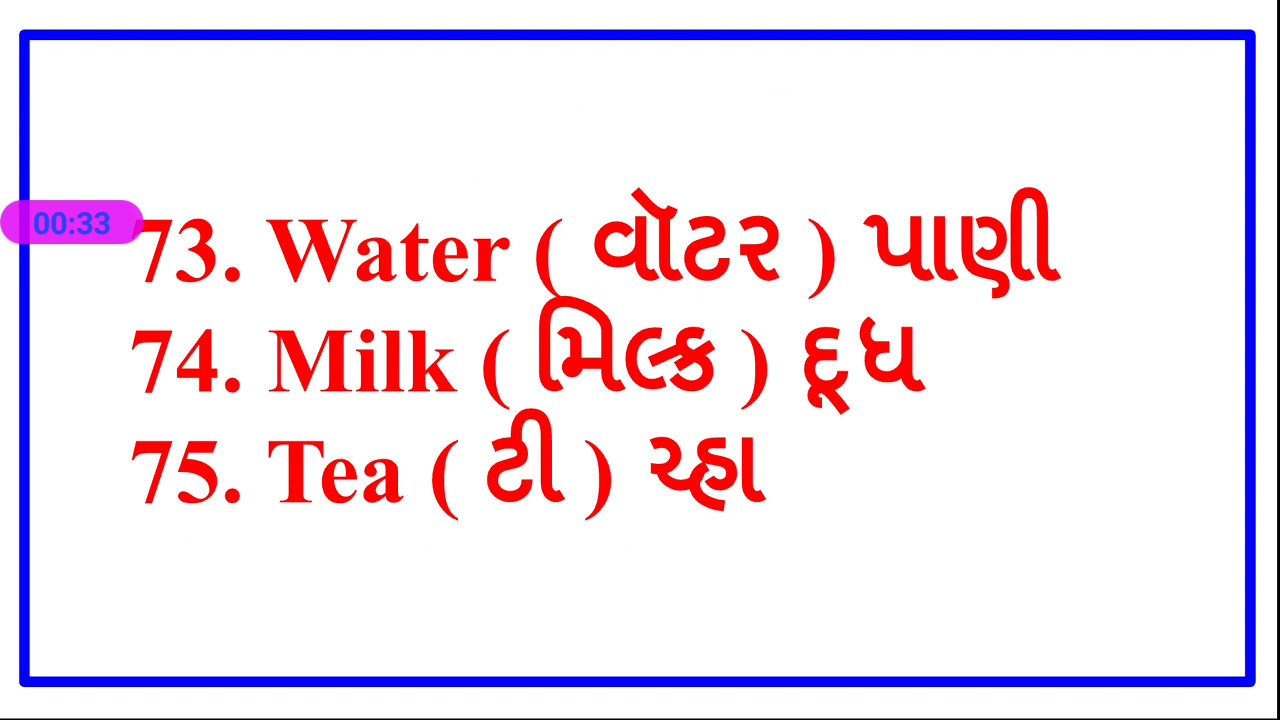 00:33
73. Water ( વૉટર ) પાણી
74. Milk ( મિલ્ક ) દૂધ
75. Tea ( ટી ) ચ્હા